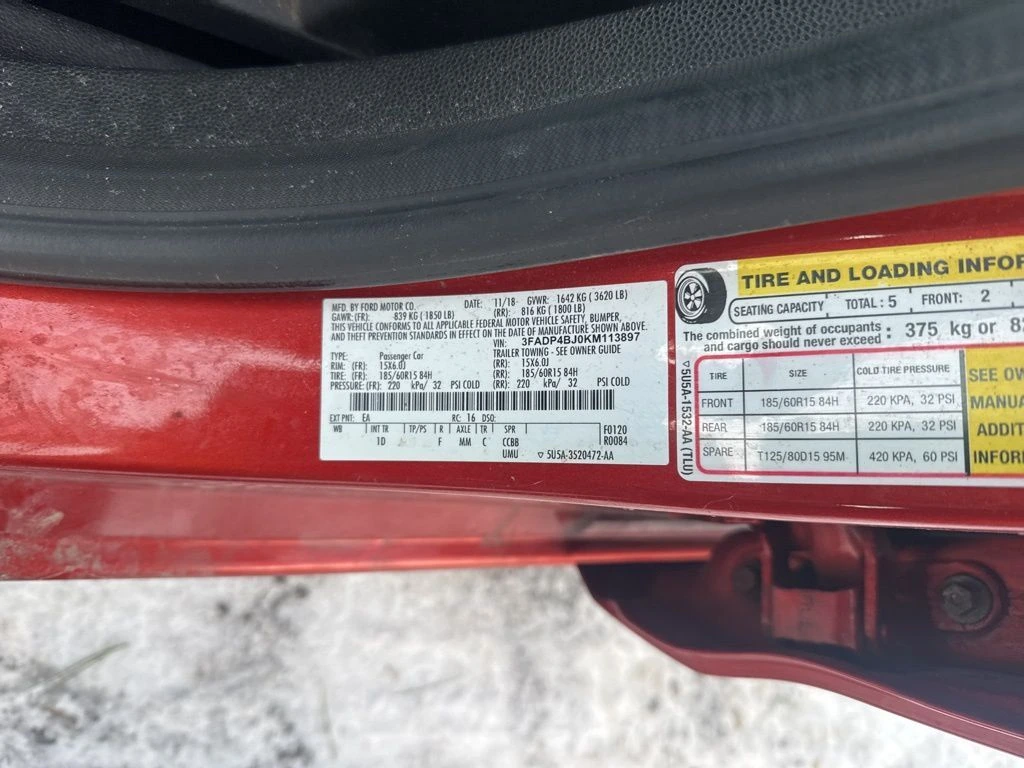 MFD. BY FORD MOTOR CO. DATE: 11/18 GVWR: 1642 KG ( 3620 LB)
GAWR: (FR): 839 KG ( 1850 LB) (RR): 816 KG ( 1800 LB)
THIS VEHICLE CONFORMS TO ALL APPLICABLE FEDERAL MOTOR VEHICLE SAFETY, BUMPER,
AND THEFT PREVENTION STANDARDS IN EFFECT ON THE DATE OF MANUFACTURE SHOWN ABOVE.
VIN: 3FADP4BJ0KM113897
TYPE: Passenger Car TRAILER TOWING - SEE OWNER GUIDE
RIM: (FR): 15X6.0J (RR): 15X6.0J
TIRE: (FR): 185/60R15 84H (RR): 185/60R15 84H
PRESSURE: (FR): 220 kPa/ 32 PSI COLD (RR): 220 kPa/ 32 PSI COLD
EXT PNT: EA RC: 16 DSO:
WB INT TR TP/PS R AXLE TR SPR F0120
1D F MM C CCBB R0084
UMU ▽ 5U5A-3520472-AA
TIRE AND LOADING INFOR
SEATING CAPACITY TOTAL: 5 FRONT: 2
The combined weight of occupants
and cargo should never exceed : 375 kg or 8
TIRE SIZE COLD TIRE PRESSURE SEE OW
FRONT 185/60R15 84H 220 KPA, 32 PSI MANUA
REAR 185/60R15 84H 220 KPA, 32 PSI ADDIT
SPARE T125/80D15 95M 420 KPA, 60 PSI INFOR
▽5U5A-1532-AA (TLU)